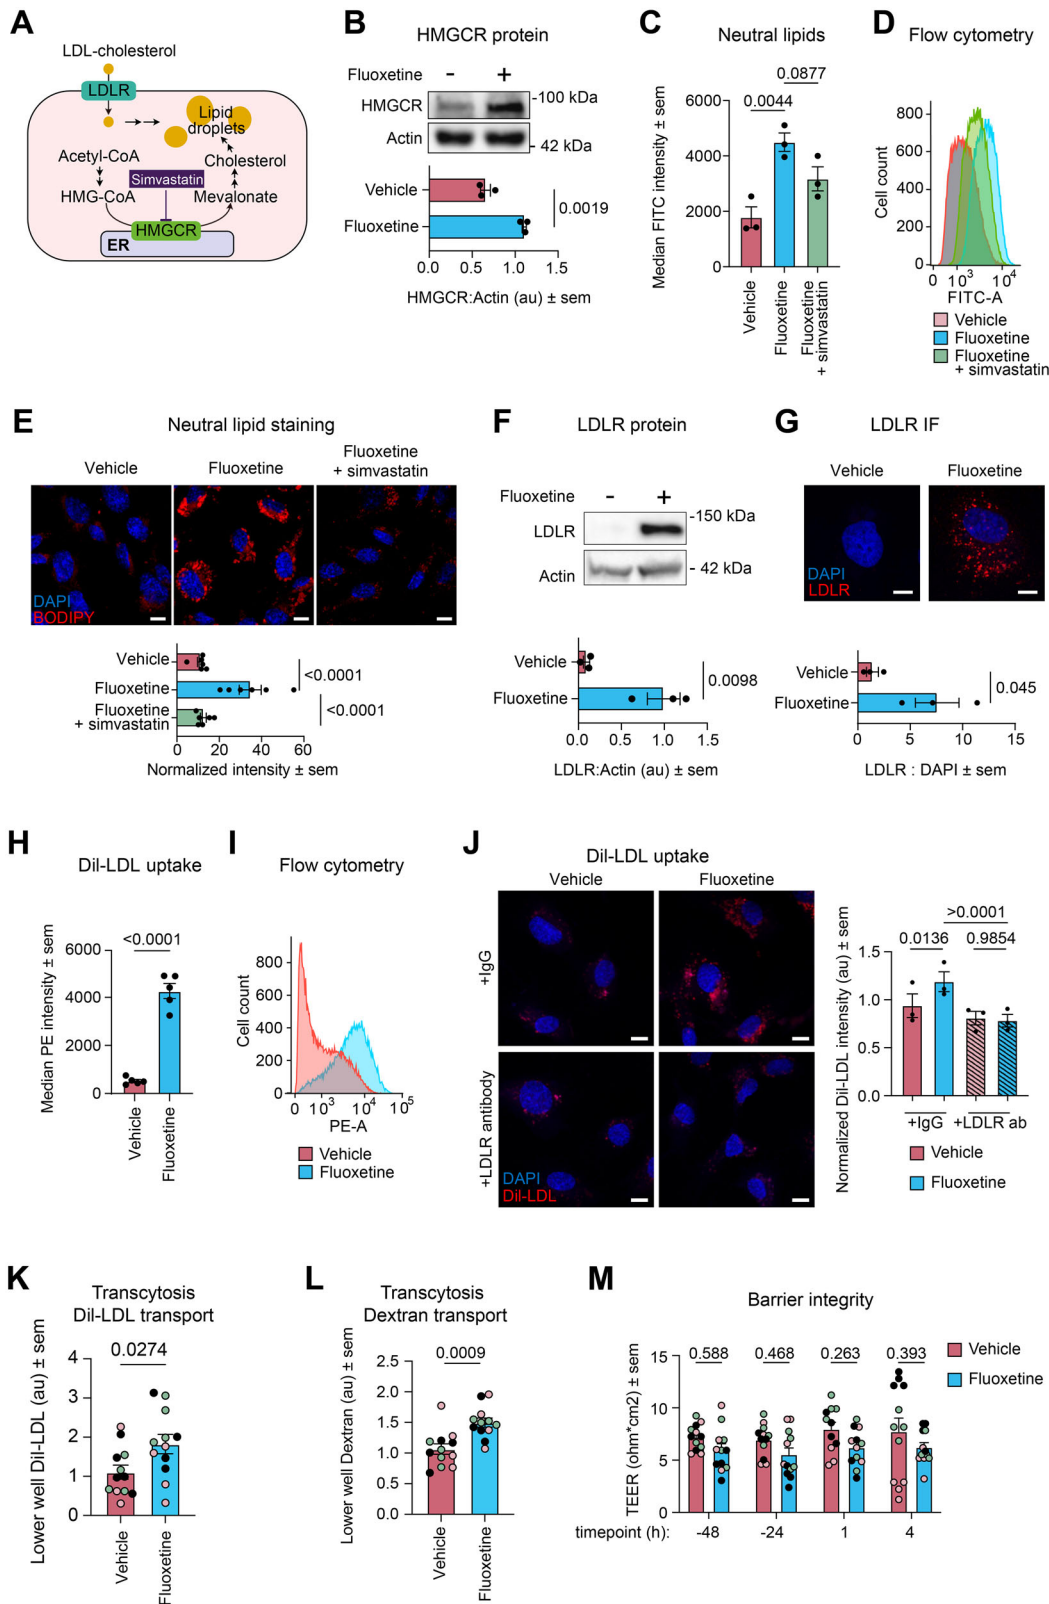 A
LDL-cholesterol
LDLR
Lipid
droplets
Acetyl-CoA
Cholesterol
Simvastatin
HMG-CoA
Mevalonate
HMGCR
ER
B
HMGCR protein
Fluoxetine - +
HMGCR
-100 kDa
Actin
- 42 kDa
Vehicle
Fluoxetine
0.0019
0.0 0.5 1.0 1.5
HMGCR:Actin (au) ± sem
C
Neutral lipids
0.0877
0.0044
Median FITC intensity ± sem
6000
4000
2000
0
Vehicle
Fluoxetine
Fluoxetine
+ simvastatin
D
Flow cytometry
Cell count
800
600
400
200
0
0 10³ 10⁴
FITC-A
Vehicle
Fluoxetine
Fluoxetine
+ simvastatin
E
Neutral lipid staining
Vehicle
Fluoxetine
Fluoxetine
+ simvastatin
DAPI
BODIPY
Vehicle
Fluoxetine
Fluoxetine
+ simvastatin
<0.0001
<0.0001
0 20 40 60
Normalized intensity ± sem
F
LDLR protein
Fluoxetine - +
-150 kDa
LDLR
Actin
- 42 kDa
Vehicle
Fluoxetine
0.0098
0.0 0.5 1.0 1.5
LDLR:Actin (au) ± sem
G
LDLR IF
Vehicle
Fluoxetine
DAPI
LDLR
Vehicle
Fluoxetine
0.045
0 5 10 15
LDLR : DAPI ± sem
H
Dil-LDL uptake
<0.0001
Median PE intensity ± sem
6000
4000
2000
0
Vehicle
Fluoxetine
I
Flow cytometry
Cell count
800
600
400
200
0
0 10³ 10⁴ 10⁵
PE-A
Vehicle
Fluoxetine
J
Dil-LDL uptake
Vehicle
Fluoxetine
+IgG
+LDLR antibody
DAPI
Dil-LDL
>0.0001
0.0136 0.9854
Normalized Dil-LDL intensity (au) ± sem
1.5
1.0
0.5
0.0
+IgG +LDLR ab
Vehicle
Fluoxetine
K
Transcytosis
Dil-LDL transport
0.0274
Lower well Dil-LDL (au) ± sem
4
3
2
1
0
Vehicle
Fluoxetine
L
Transcytosis
Dextran transport
0.0009
Lower well Dextran (au) ± sem
2.5
2.0
1.5
1.0
0.5
0.0
Vehicle
Fluoxetine
M
Barrier integrity
0.588 0.468 0.263 0.393
TEER (ohm*cm2) ± sem
15
10
5
0
timepoint (h): -48 -24 1 4
Vehicle
Fluoxetine